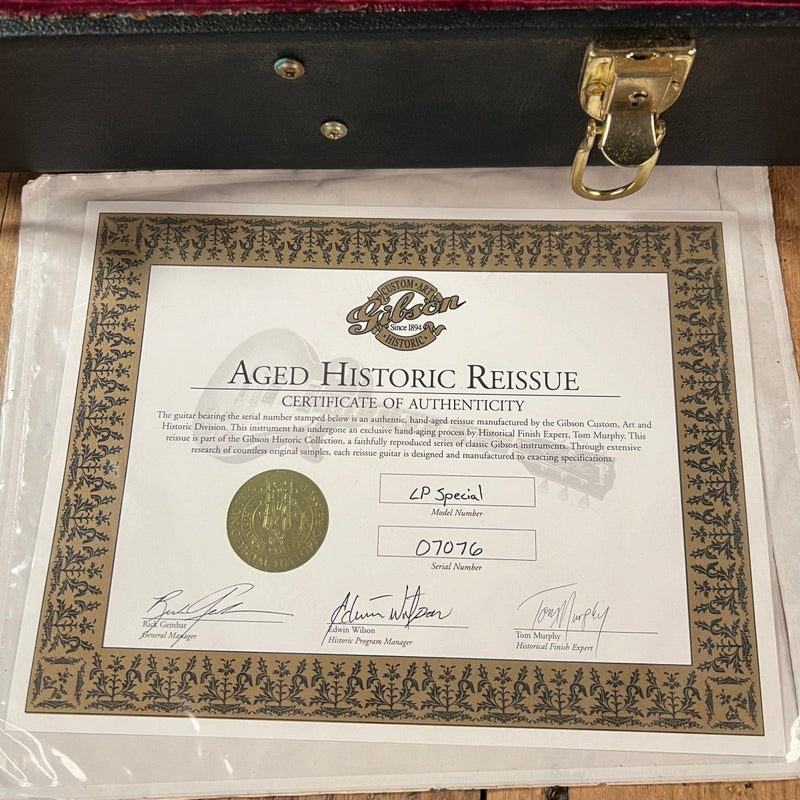 CUSTOM · ART
Gibson
Since 1894
· HISTORIC ·
AGED HISTORIC REISSUE
CERTIFICATE OF AUTHENTICITY
The guitar bearing the serial number stamped below is an authentic, hand-aged reissue manufactured by the Gibson Custom, Art and
Historic Division. This instrument has undergone an exclusive hand-aging process by Historical Finish Expert, Tom Murphy. This
reissue is part of the Gibson Historic Collection, a faithfully reproduced series of classic Gibson instruments. Through extensive
research of countless original samples, each reissue guitar is designed and manufactured to exacting specifications.
LP Special
Model Number
07076
Serial Number
Rick Gembar
General Manager
Edwin Wilson
Edwin Wilson
Historic Program Manager
Tom Murphy
Tom Murphy
Historical Finish Expert